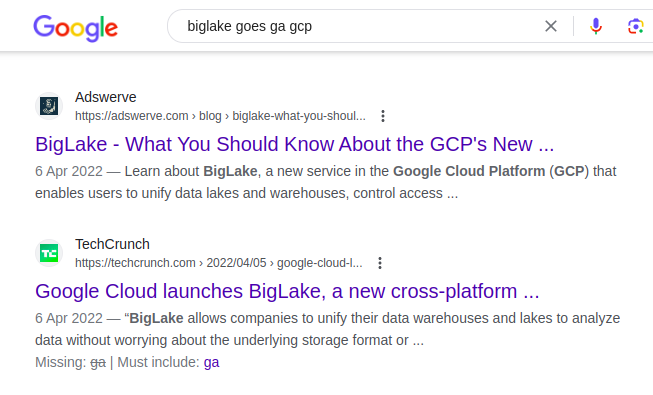 Google
biglake goes ga gcp
Adswerve
https://adswerve.com › blog › biglake-what-you-shoul...
BigLake - What You Should Know About the GCP's New ...
6 Apr 2022 — Learn about BigLake, a new service in the Google Cloud Platform (GCP) that
enables users to unify data lakes and warehouses, control access ...
TC
TechCrunch
https://techcrunch.com › 2022/04/05 › google-cloud-l...
Google Cloud launches BigLake, a new cross-platform ...
6 Apr 2022 — “BigLake allows companies to unify their data warehouses and lakes to analyze
data without worrying about the underlying storage format or ...
Missing: ga | Must include: ga